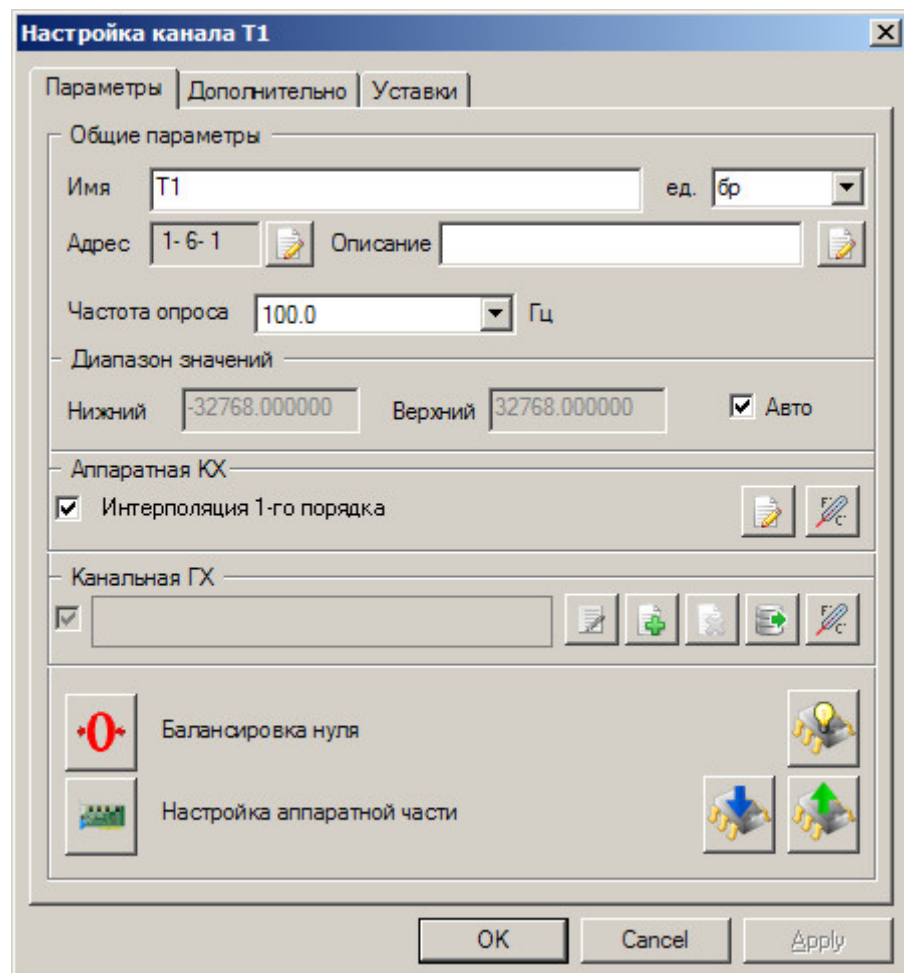 Настройка канала Т1
Параметры Дополнительно Уставки
Общие параметры
Имя Т1 ед. бр
Адрес 1- 6- 1 Описание
Частота опроса 100.0 Гц
Диапазон значений
Нижний -32768.000000 Верхний 32768.000000 Авто
Аппаратная КХ
Интерполяция 1-го порядка
Канальная ГХ
0 Балансировка нуля
Настройка аппаратной части
OK Cancel Apply